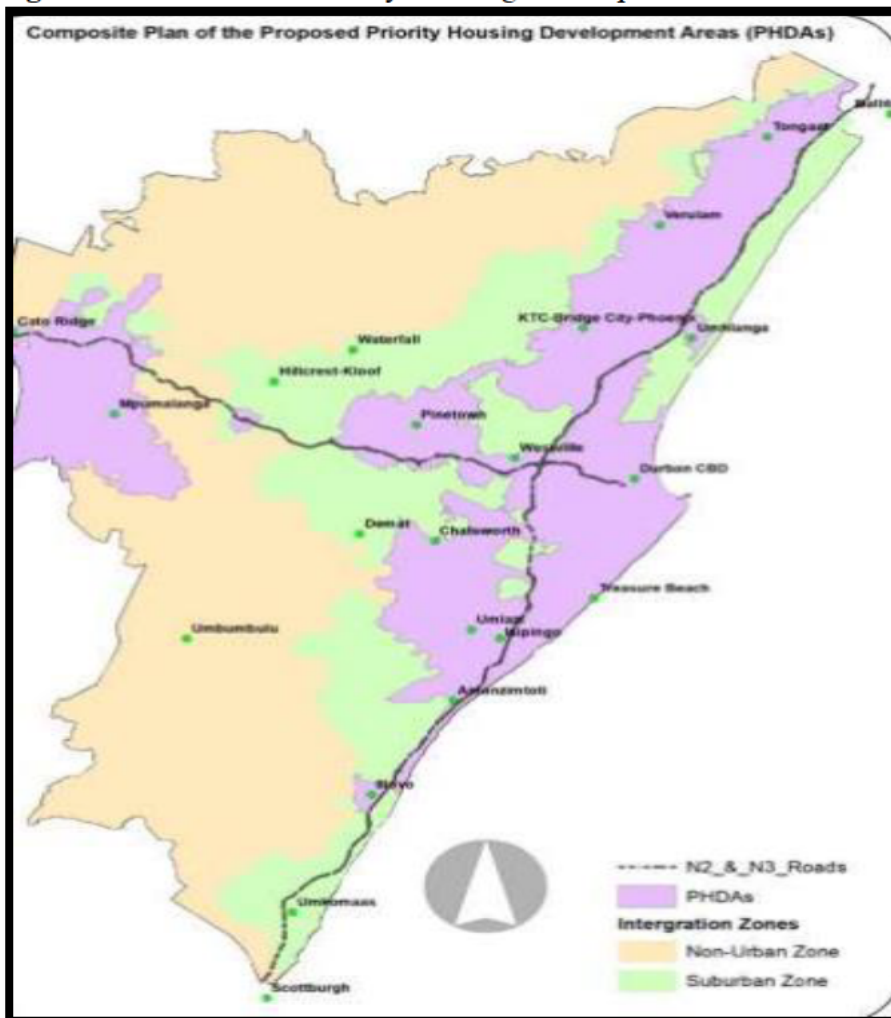 Composite Plan of the Proposed Priority Housing Development Areas (PHDAs)
Tongaat
Verulam
KTC-Bridge City-Phoenix
Umhlanga
Cato Ridge
Waterfall
Hillcrest-Kloof
Mpumalanga
Pinetown
Westville
Durban CBD
Demat
Chatsworth
Treasure Beach
Umlazi
Isipingo
Umbumbulu
Amanzimtoti
Illovo
Umkomaas
Scottburgh
N2_&_N3_Roads
PHDAs
Intergration Zones
Non-Urban Zone
Suburban Zone